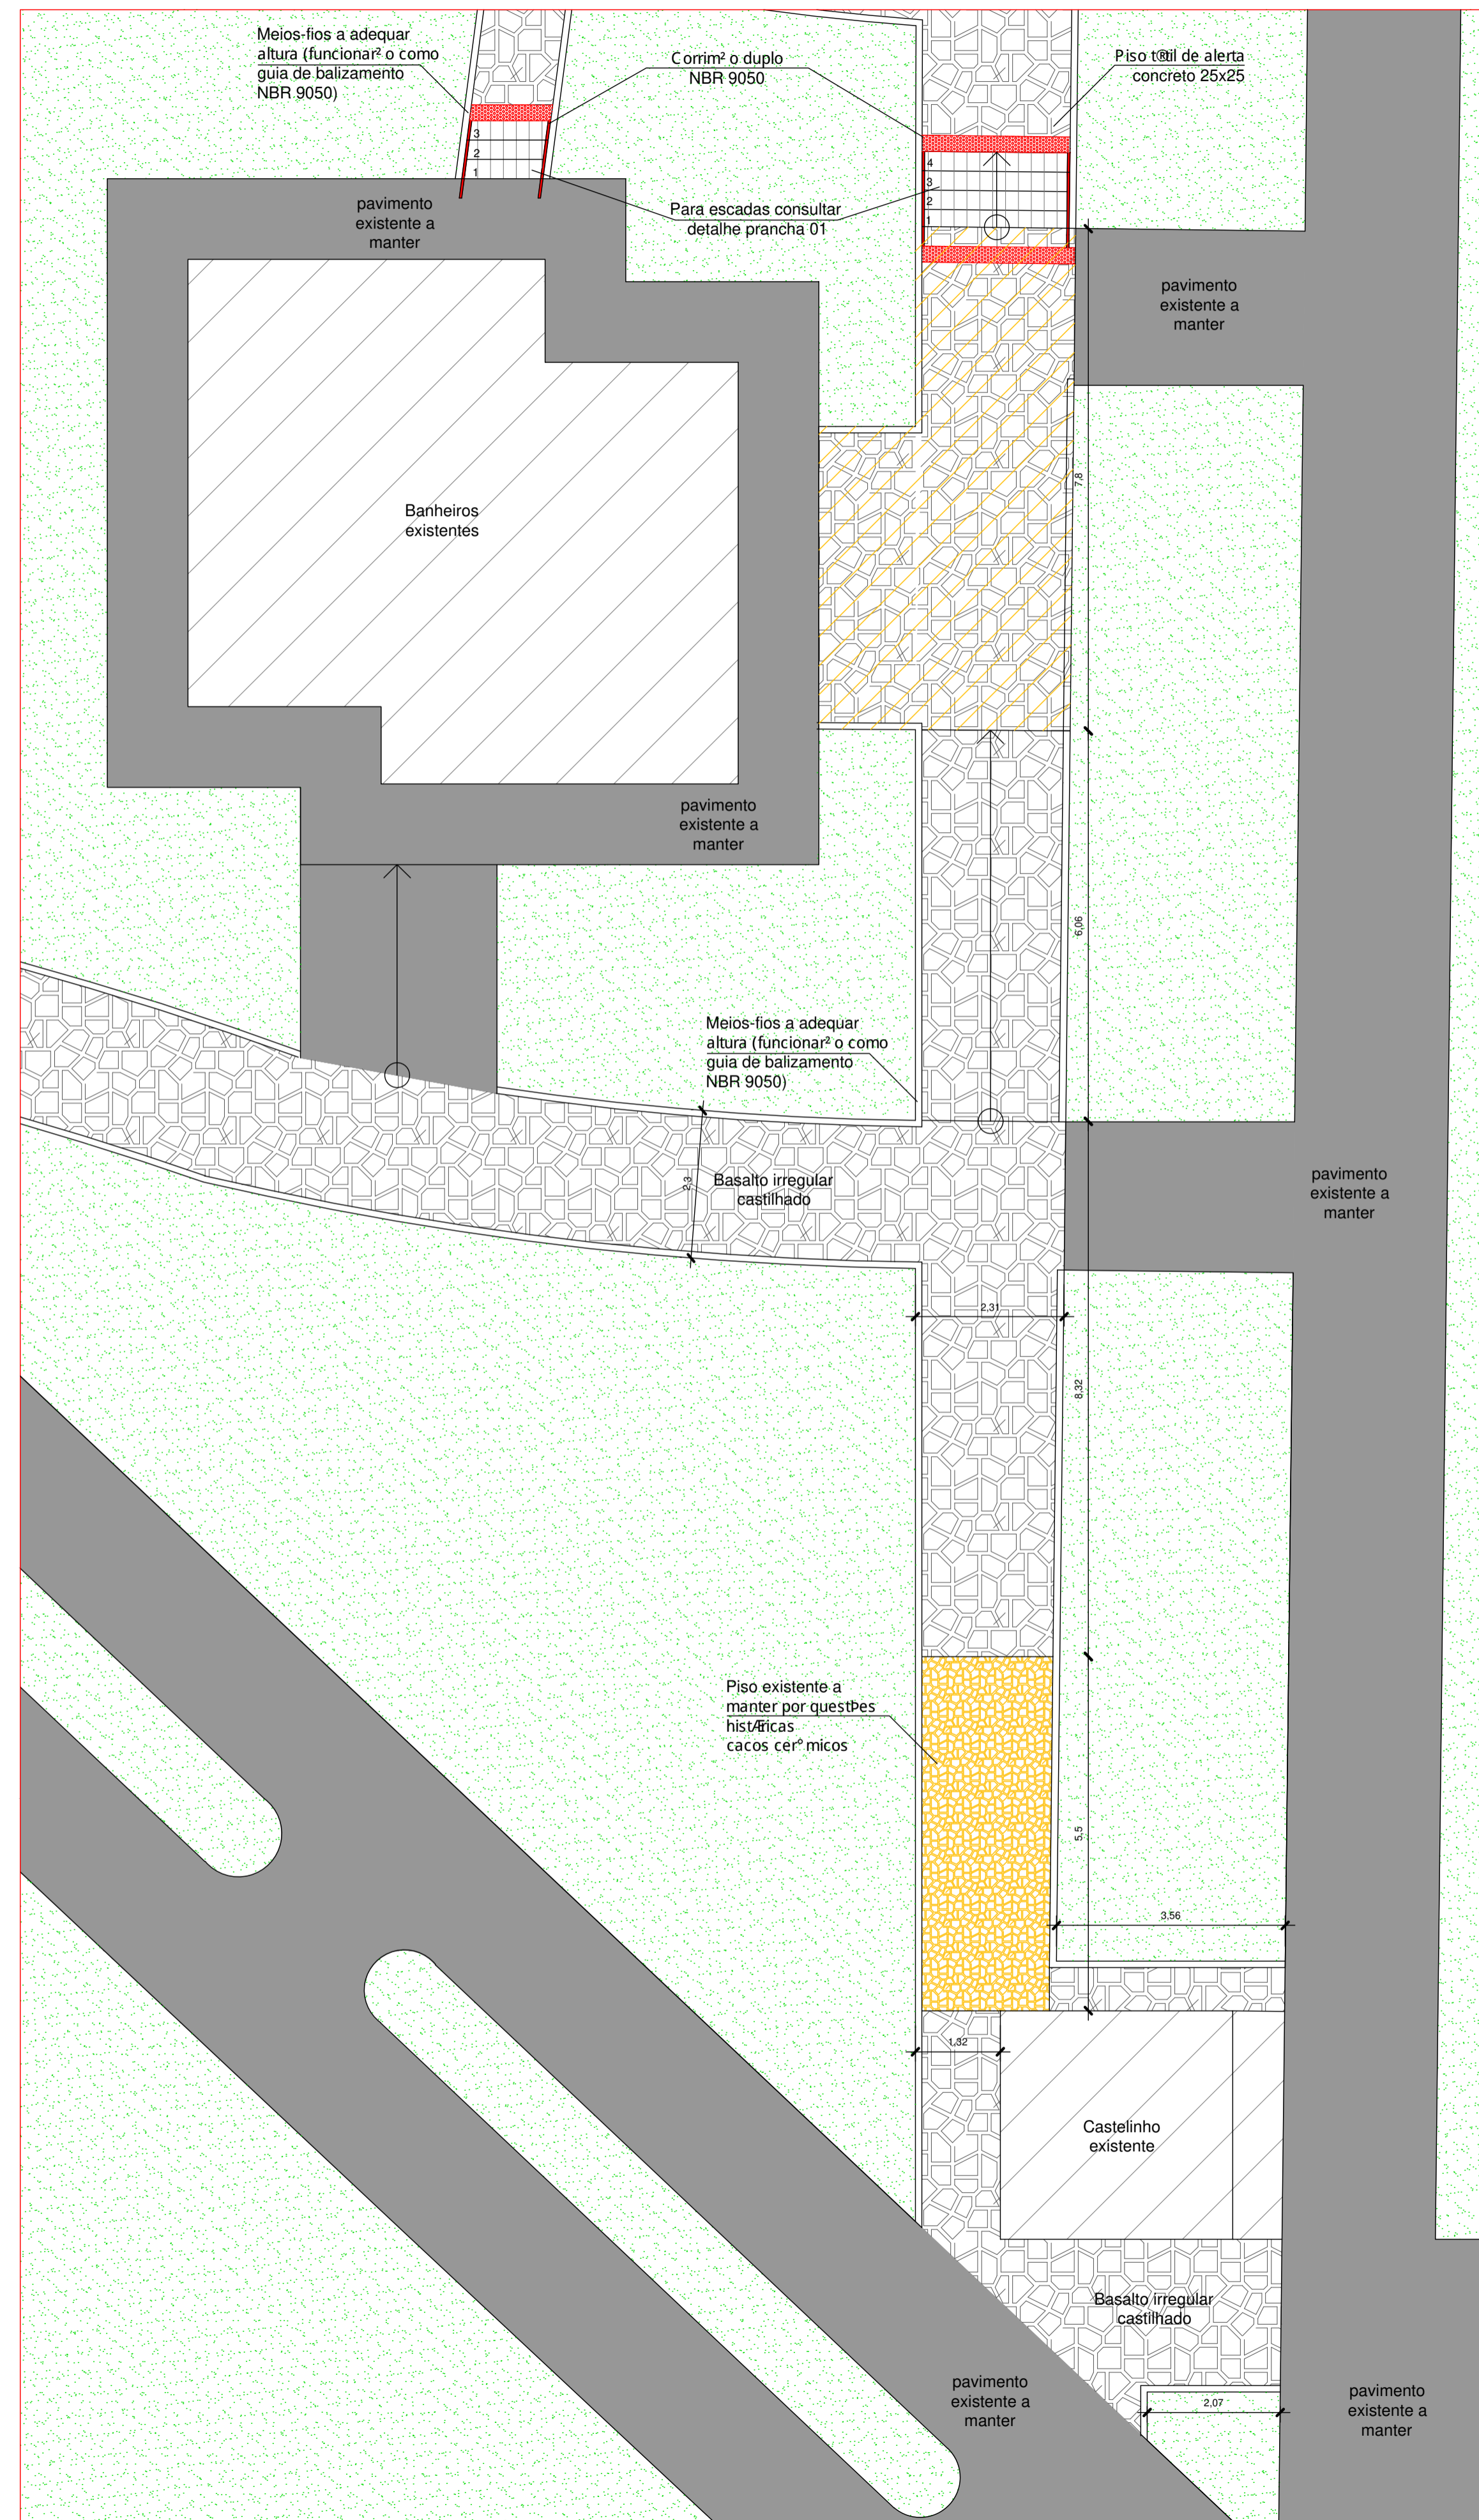 Meios-fios a adequar
altura (funcionar² o como
guia de balizamento
NBR 9050)
Corrim² o duplo
NBR 9050
Piso t®til de alerta
concreto 25x25
3
2
1
4
3
2
1
Para escadas consultar
detalhe prancha 01
pavimento
existente a
manter
pavimento
existente a
manter
7,8
Banheiros
existentes
pavimento
existente a
manter
6,06
Meios-fios a adequar
altura (funcionar² o como
guia de balizamento
NBR 9050)
2,3
Basalto irregular
castilhado
pavimento
existente a
manter
2,31
8,32
Piso existente a
manter por questÞes
histÆricas
cacos cerº micos
5,5
3,56
1,32
Castelinho
existente
Basalto irregular
castilhado
pavimento
existente a
manter
2,07
pavimento
existente a
manter